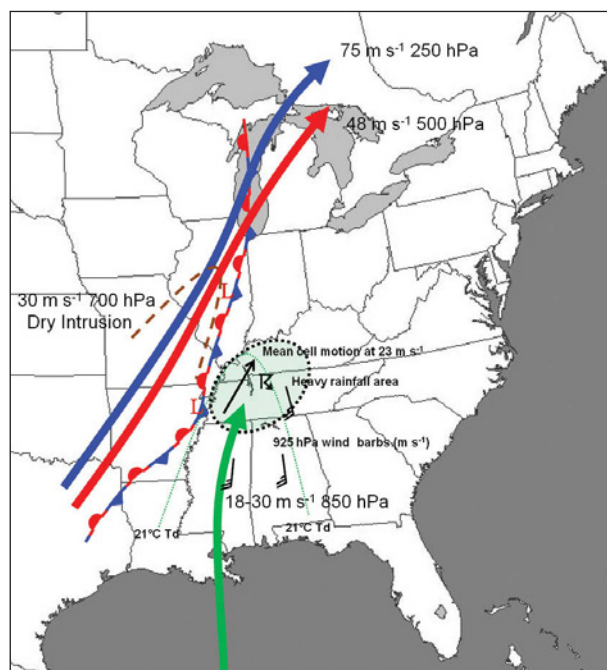 75 m s⁻¹ 250 hPa
48 m s⁻¹ 500 hPa
30 m s⁻¹ 700 hPa
Dry Intrusion
L
Mean cell motion at 23 m s⁻¹
Heavy rainfall area
L
925 hPa wind barbs (m s⁻¹)
18-30 m s⁻¹ 850 hPa
21°C Td
21°C Td